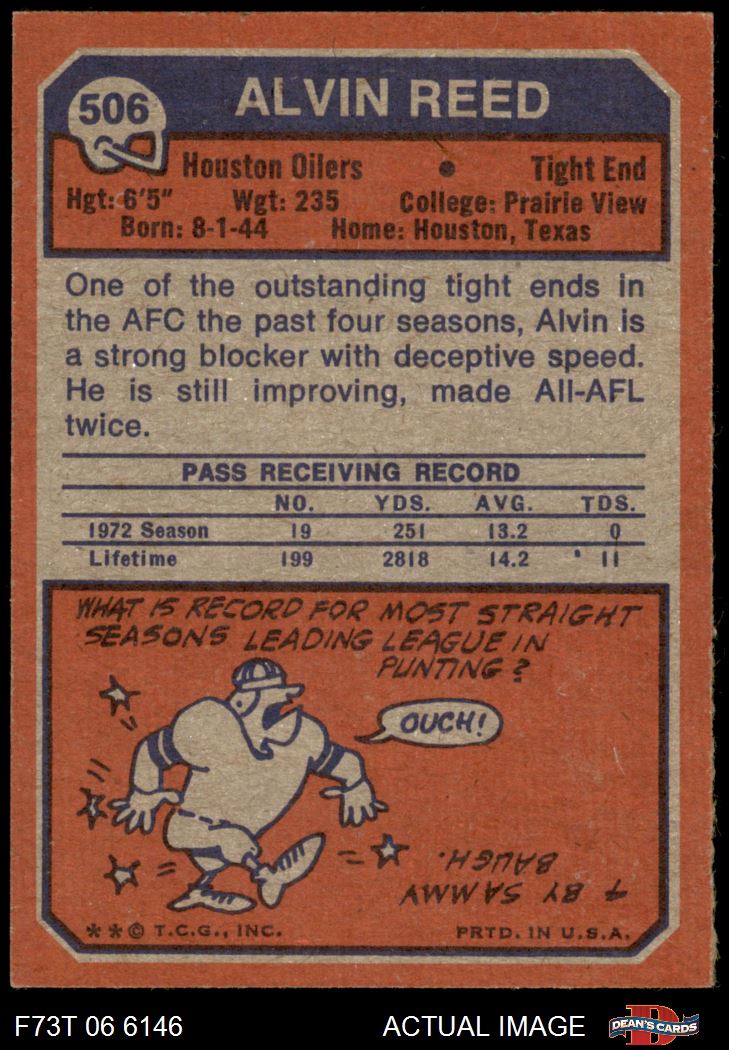 506
ALVIN REED
Houston Oilers • Tight End
Hgt: 6'5" Wgt: 235 College: Prairie View
Born: 8-1-44 Home: Houston, Texas
One of the outstanding tight ends in
the AFC the past four seasons, Alvin is
a strong blocker with deceptive speed.
He is still improving, made All-AFL
twice.
PASS RECEIVING RECORD
NO. YDS. AVG. TDS.
1972 Season 19 251 13.2 0
Lifetime 199 2818 14.2 11
WHAT IS RECORD FOR MOST STRAIGHT
SEASONS LEADING LEAGUE IN
PUNTING?
OUCH!
4 BY SAMMY
BAUGH.
**© T.C.G., INC. PRTD. IN U.S.A.
F73T 06 6146 ACTUAL IMAGE
DEAN'S CARDS